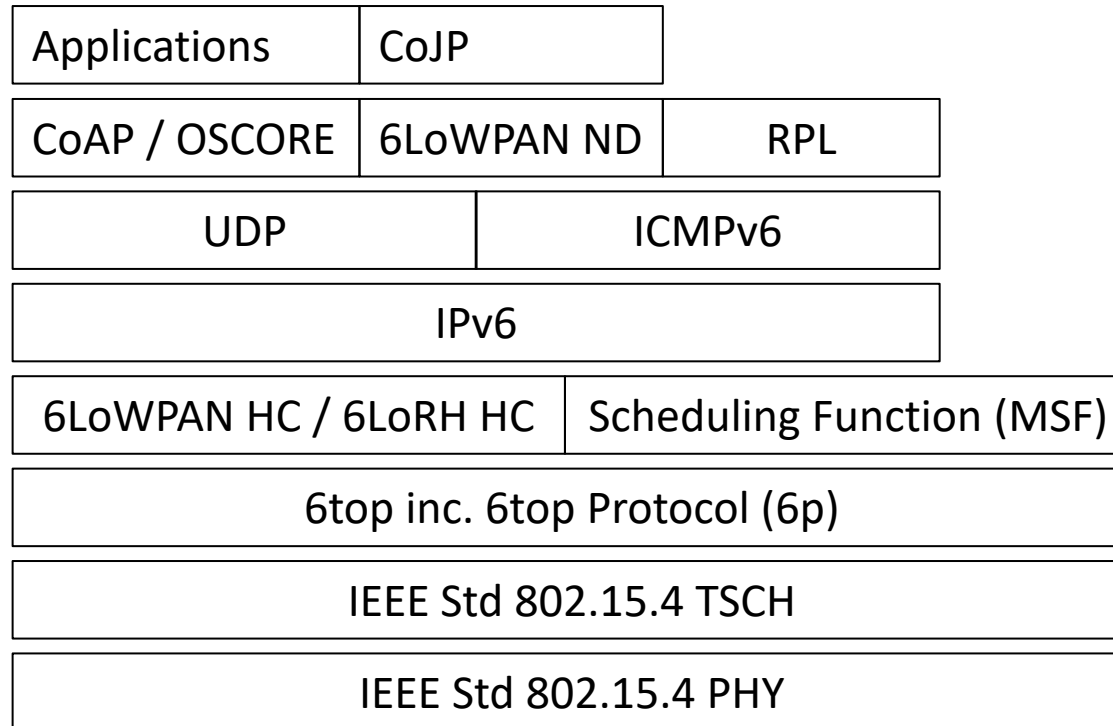 Applications CoJP
CoAP / OSCORE 6LoWPAN ND RPL
UDP ICMPv6
IPv6
6LoWPAN HC / 6LoRH HC Scheduling Function (MSF)
6top inc. 6top Protocol (6p)
IEEE Std 802.15.4 TSCH
IEEE Std 802.15.4 PHY